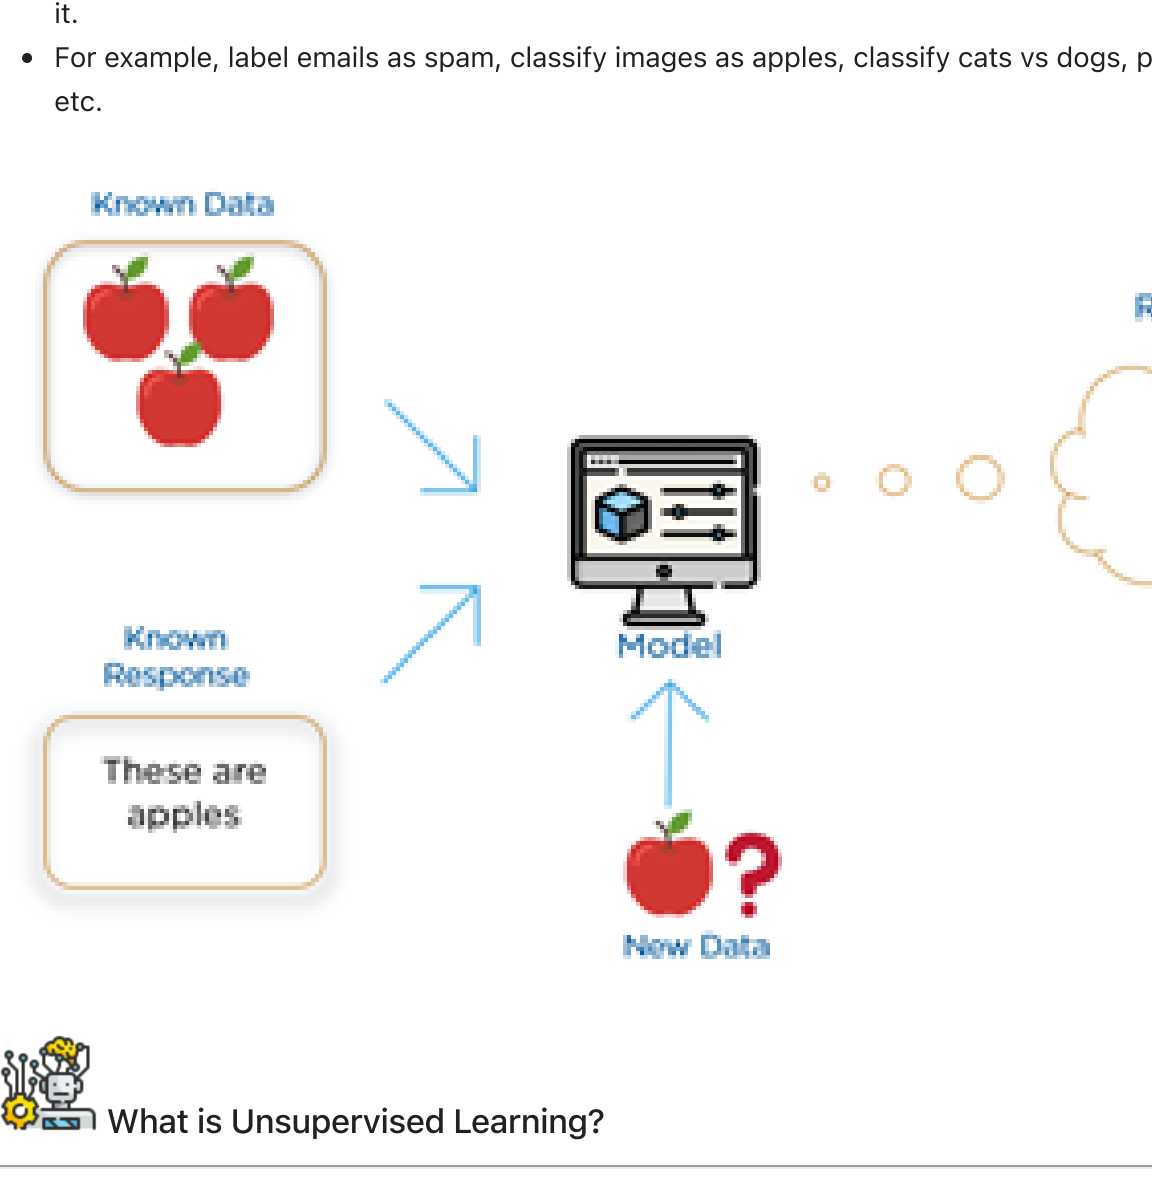 it.
• For example, label emails as spam, classify images as apples, classify cats vs dogs,
etc.
Known Data
Known
Response
These are
apples
Model
New Data
What is Unsupervised Learning?